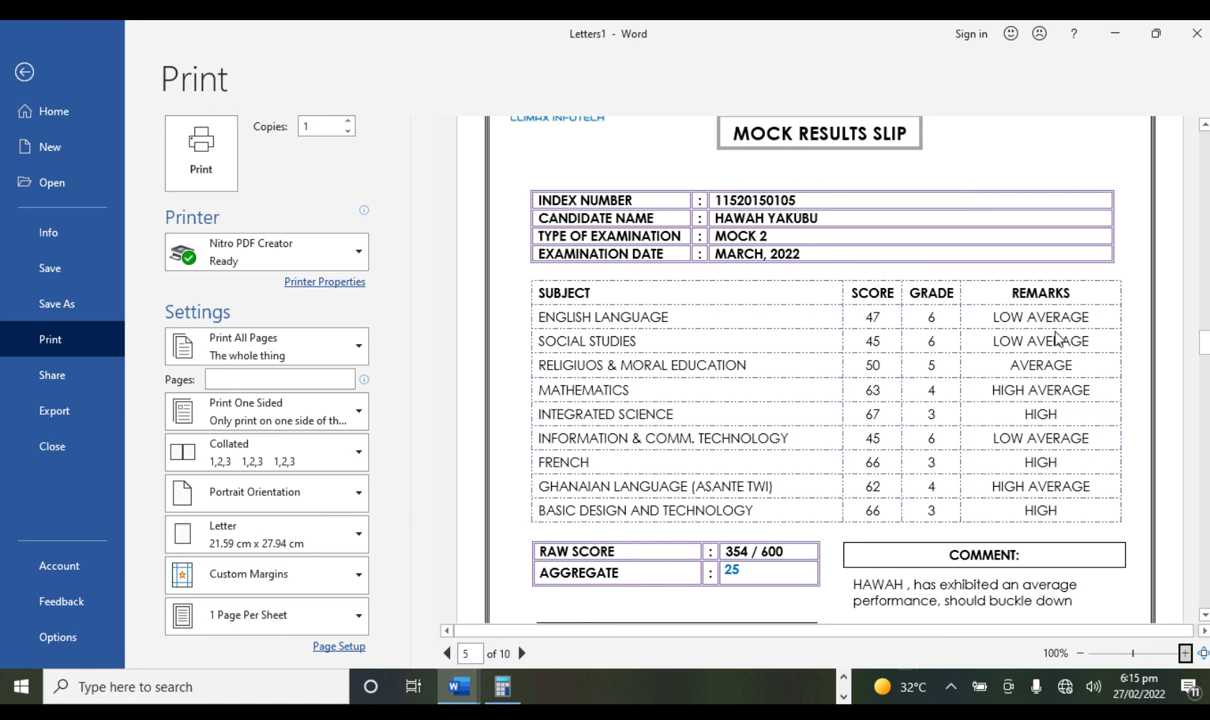 Letters1 - Word
Sign in
?
Print
Home
New
Open
Info
Save
Save As
Print
Share
Export
Close
Account
Feedback
Options
Print
Copies: 1
Printer
Nitro PDF Creator
Ready
Printer Properties
Settings
Print All Pages
The whole thing
Pages:
Print One Sided
Only print on one side of th...
Collated
1,2,3 1,2,3 1,2,3
Portrait Orientation
Letter
21.59 cm x 27.94 cm
Custom Margins
1 Page Per Sheet
Page Setup
CLIMAX INFOTECH
MOCK RESULTS SLIP
INDEX NUMBER : 11520150105
CANDIDATE NAME : HAWAH YAKUBU
TYPE OF EXAMINATION : MOCK 2
EXAMINATION DATE : MARCH, 2022
SUBJECT SCORE GRADE REMARKS
ENGLISH LANGUAGE 47 6 LOW AVERAGE
SOCIAL STUDIES 45 6 LOW AVERAGE
RELIGIUOS & MORAL EDUCATION 50 5 AVERAGE
MATHEMATICS 63 4 HIGH AVERAGE
INTEGRATED SCIENCE 67 3 HIGH
INFORMATION & COMM. TECHNOLOGY 45 6 LOW AVERAGE
FRENCH 66 3 HIGH
GHANAIAN LANGUAGE (ASANTE TWI) 62 4 HIGH AVERAGE
BASIC DESIGN AND TECHNOLOGY 66 3 HIGH
RAW SCORE : 354 / 600
AGGREGATE : 25
COMMENT:
HAWAH , has exhibited an average
performance, should buckle down
5 of 10
100%
Type here to search
32°C
6:15 pm
27/02/2022
11